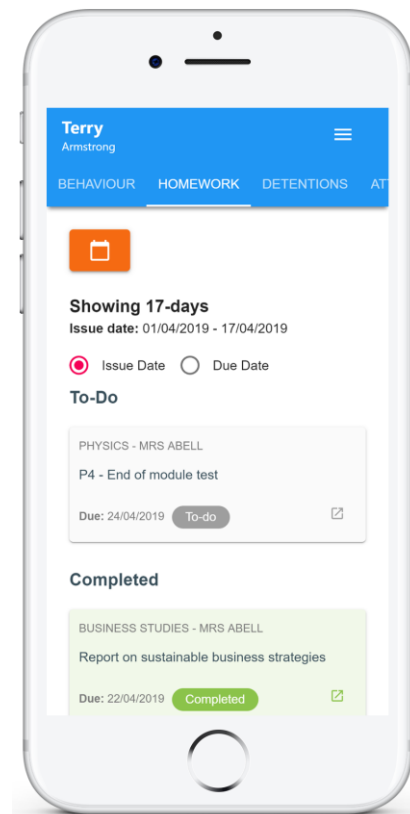 Terry
Armstrong
BEHAVIOUR HOMEWORK DETENTIONS AT
Showing 17-days
Issue date: 01/04/2019 - 17/04/2019
Issue Date Due Date
To-Do
PHYSICS - MRS ABELL
P4 - End of module test
Due: 24/04/2019 To-do
Completed
BUSINESS STUDIES - MRS ABELL
Report on sustainable business strategies
Due: 22/04/2019 Completed